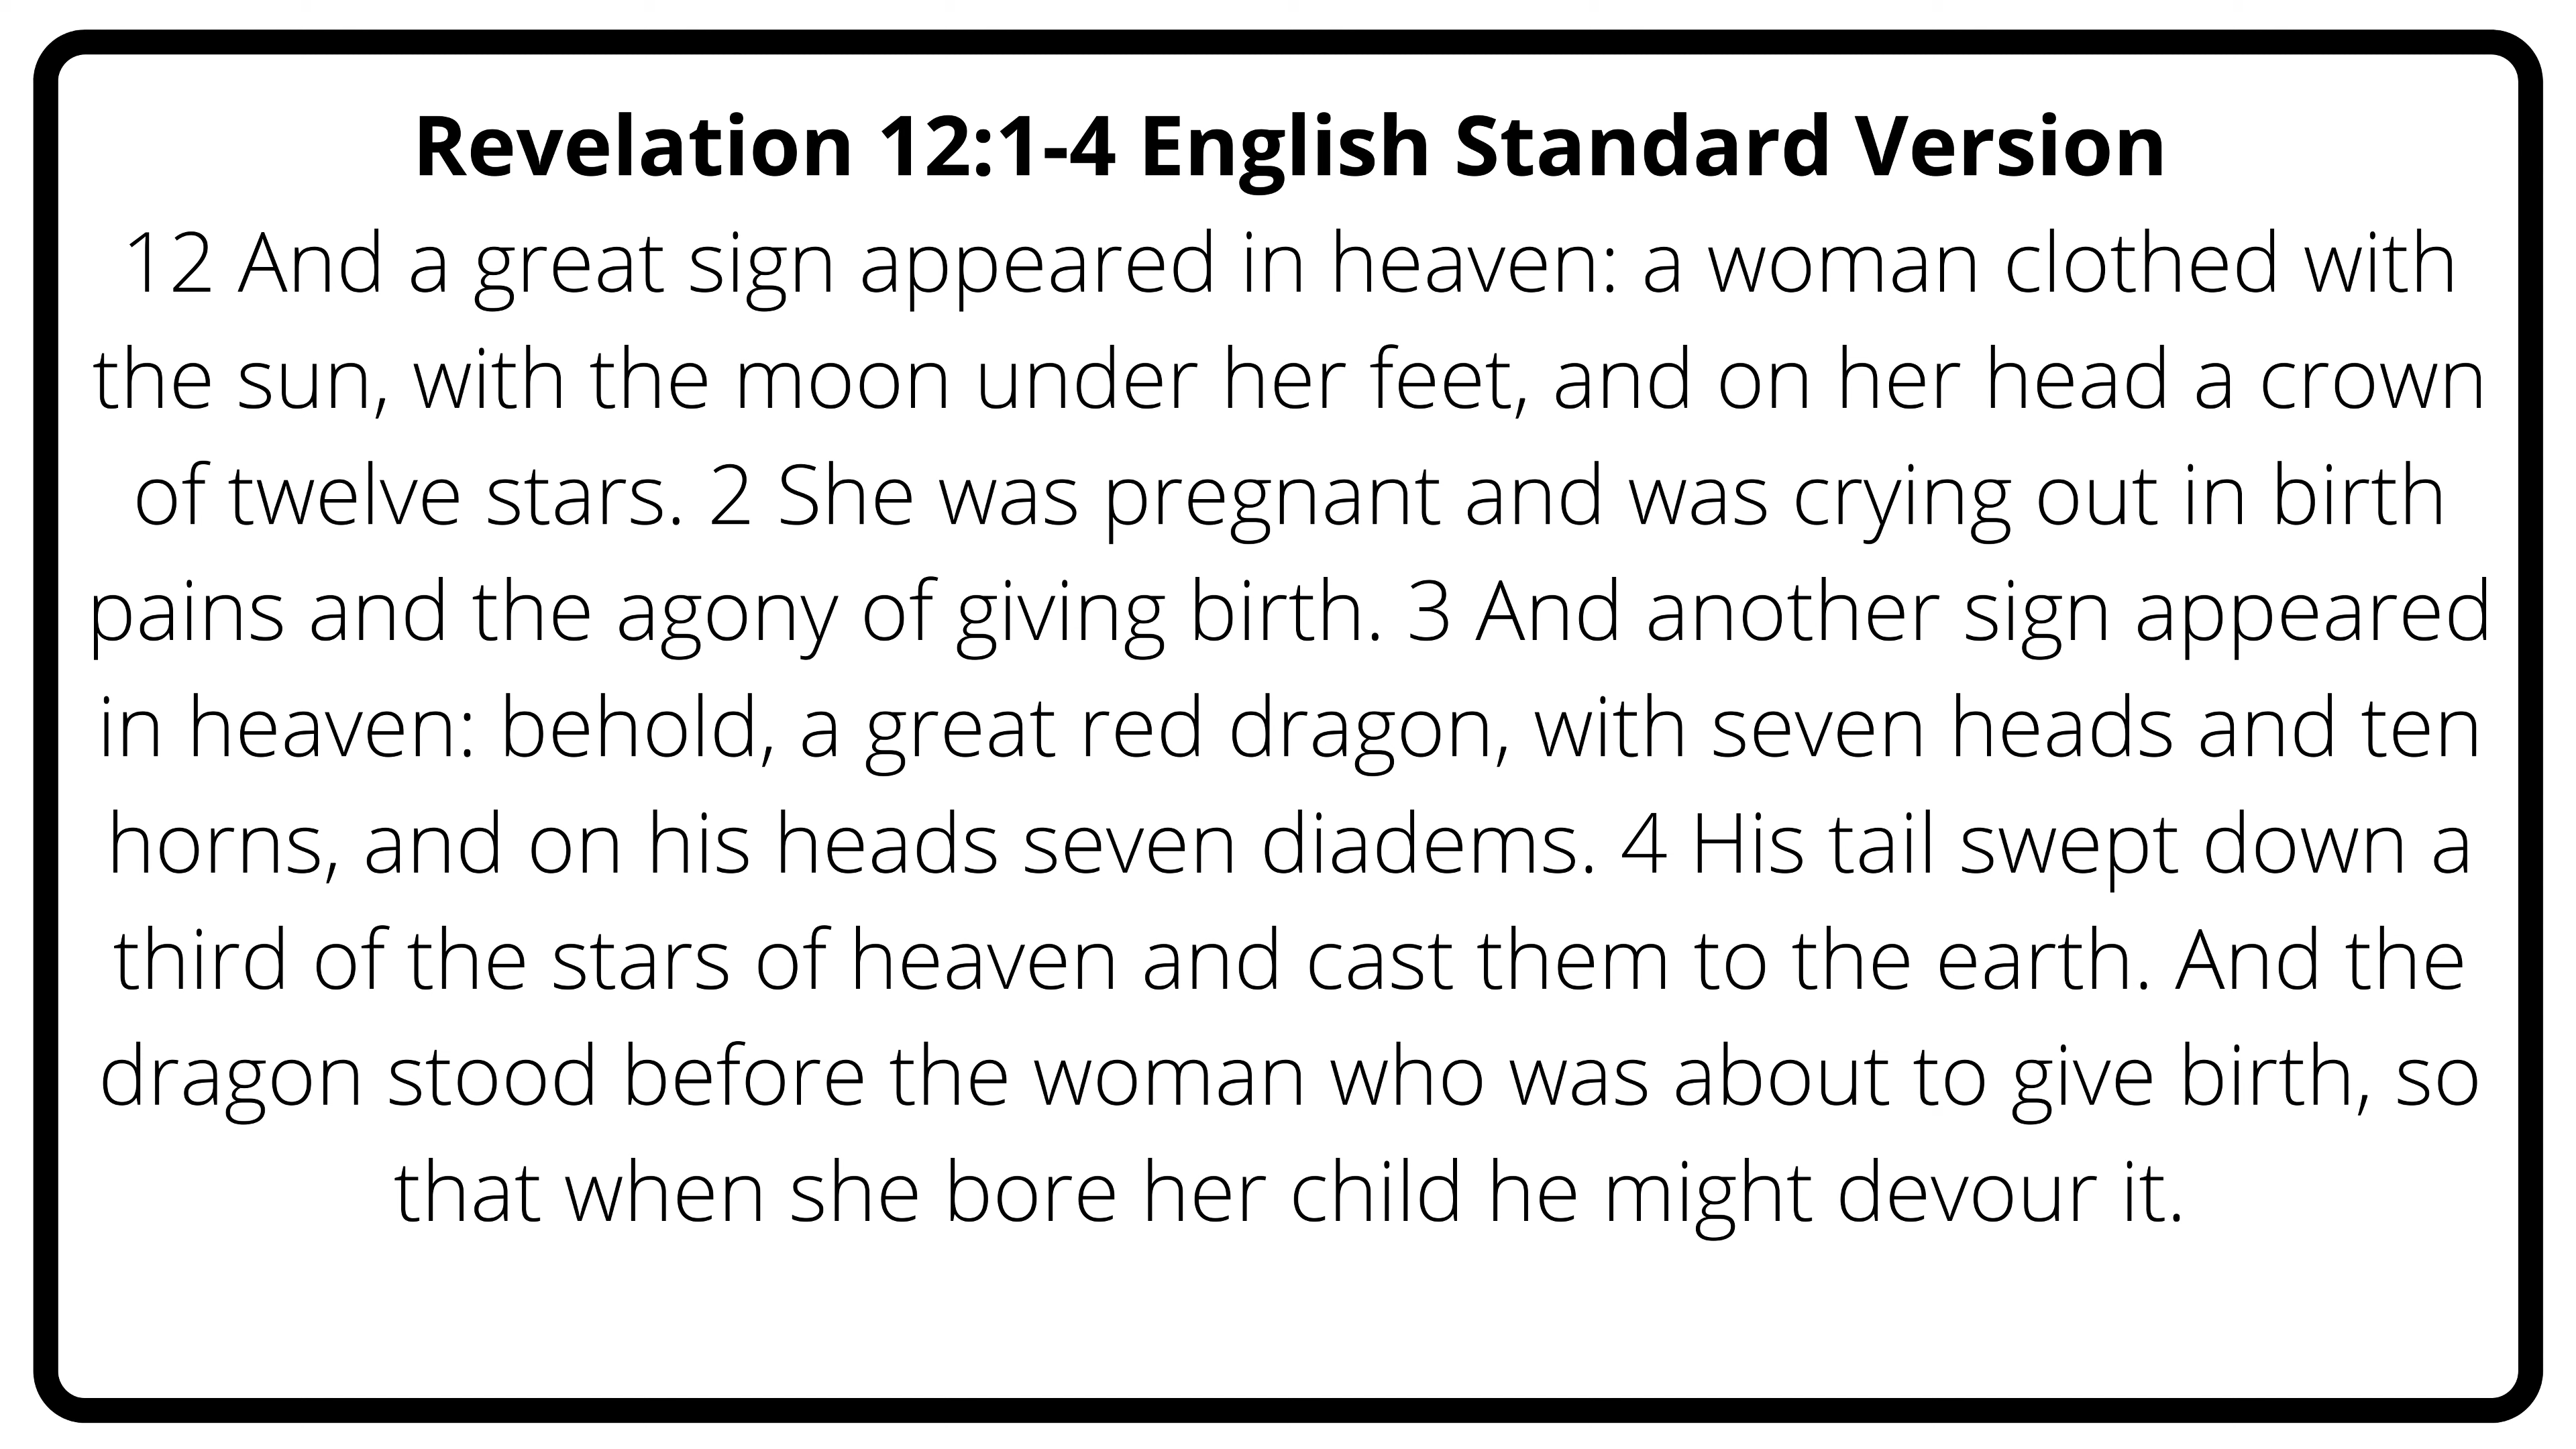 Revelation 12:1-4 English Standard Version
12 And a great sign appeared in heaven: a woman clothed with
the sun, with the moon under her feet, and on her head a crown
of twelve stars. 2 She was pregnant and was crying out in birth
pains and the agony of giving birth. 3 And another sign appeared
in heaven: behold, a great red dragon, with seven heads and ten
horns, and on his heads seven diadems. 4 His tail swept down a
third of the stars of heaven and cast them to the earth. And the
dragon stood before the woman who was about to give birth, so
that when she bore her child he might devour it.